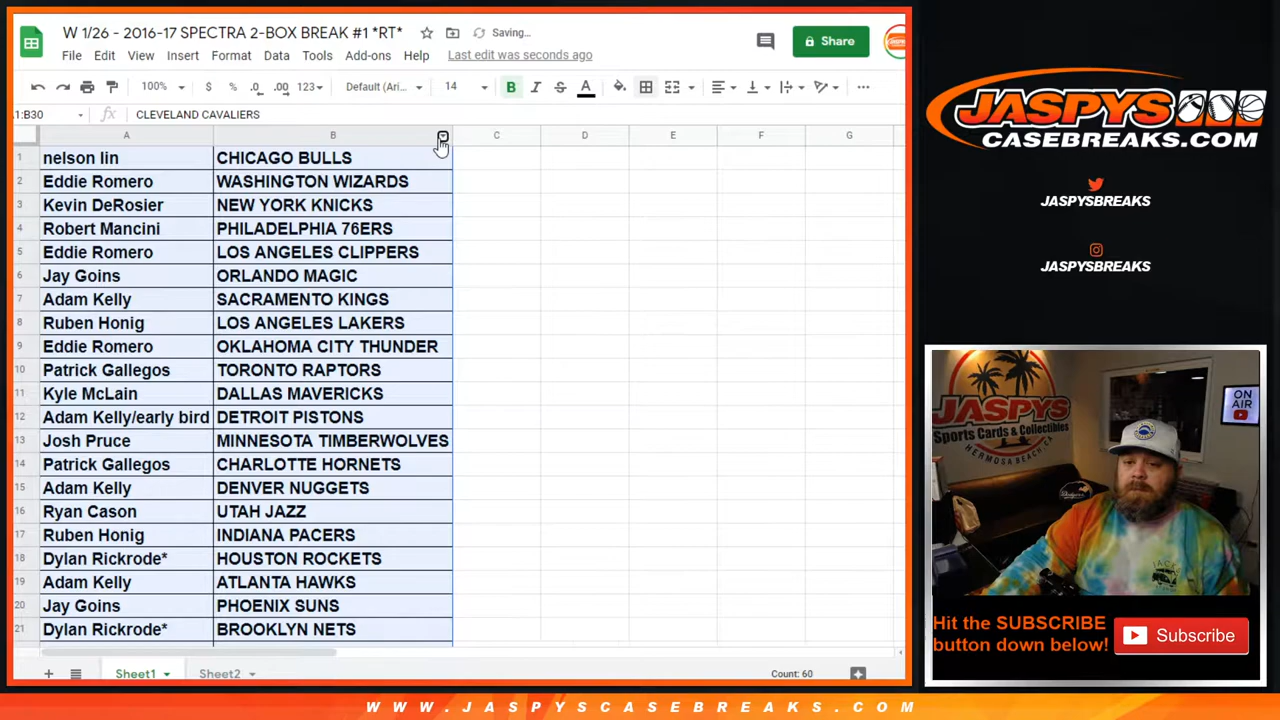 W 1/26 - 2016-17 SPECTRA 2-BOX BREAK #1 *RT*
Saving...
File Edit View Insert Format Data Tools Add-ons Help Last edit was seconds ago
Share
100% $ % .0 .00 123 Default (Ari... 14 B I S A
1:B30 fx CLEVELAND CAVALIERS
A B C D E F G
1 nelson lin CHICAGO BULLS
2 Eddie Romero WASHINGTON WIZARDS
3 Kevin DeRosier NEW YORK KNICKS
4 Robert Mancini PHILADELPHIA 76ERS
5 Eddie Romero LOS ANGELES CLIPPERS
6 Jay Goins ORLANDO MAGIC
7 Adam Kelly SACRAMENTO KINGS
8 Ruben Honig LOS ANGELES LAKERS
9 Eddie Romero OKLAHOMA CITY THUNDER
10 Patrick Gallegos TORONTO RAPTORS
11 Kyle McLain DALLAS MAVERICKS
12 Adam Kelly/early bird DETROIT PISTONS
13 Josh Pruce MINNESOTA TIMBERWOLVES
14 Patrick Gallegos CHARLOTTE HORNETS
15 Adam Kelly DENVER NUGGETS
16 Ryan Cason UTAH JAZZ
17 Ruben Honig INDIANA PACERS
18 Dylan Rickrode* HOUSTON ROCKETS
19 Adam Kelly ATLANTA HAWKS
20 Jay Goins PHOENIX SUNS
21 Dylan Rickrode* BROOKLYN NETS
Sheet1 Sheet2 Count: 60
JASPYS
CASEBREAKS.COM
JASPYSBREAKS
JASPYSBREAKS
JASPYS
Sports Cards & Collectibles
HERMOSA BEACH, CA
ON
AIR
Hit the SUBSCRIBE
button down below!
Subscribe
WWW.JASPYSCASEBREAKS.COM